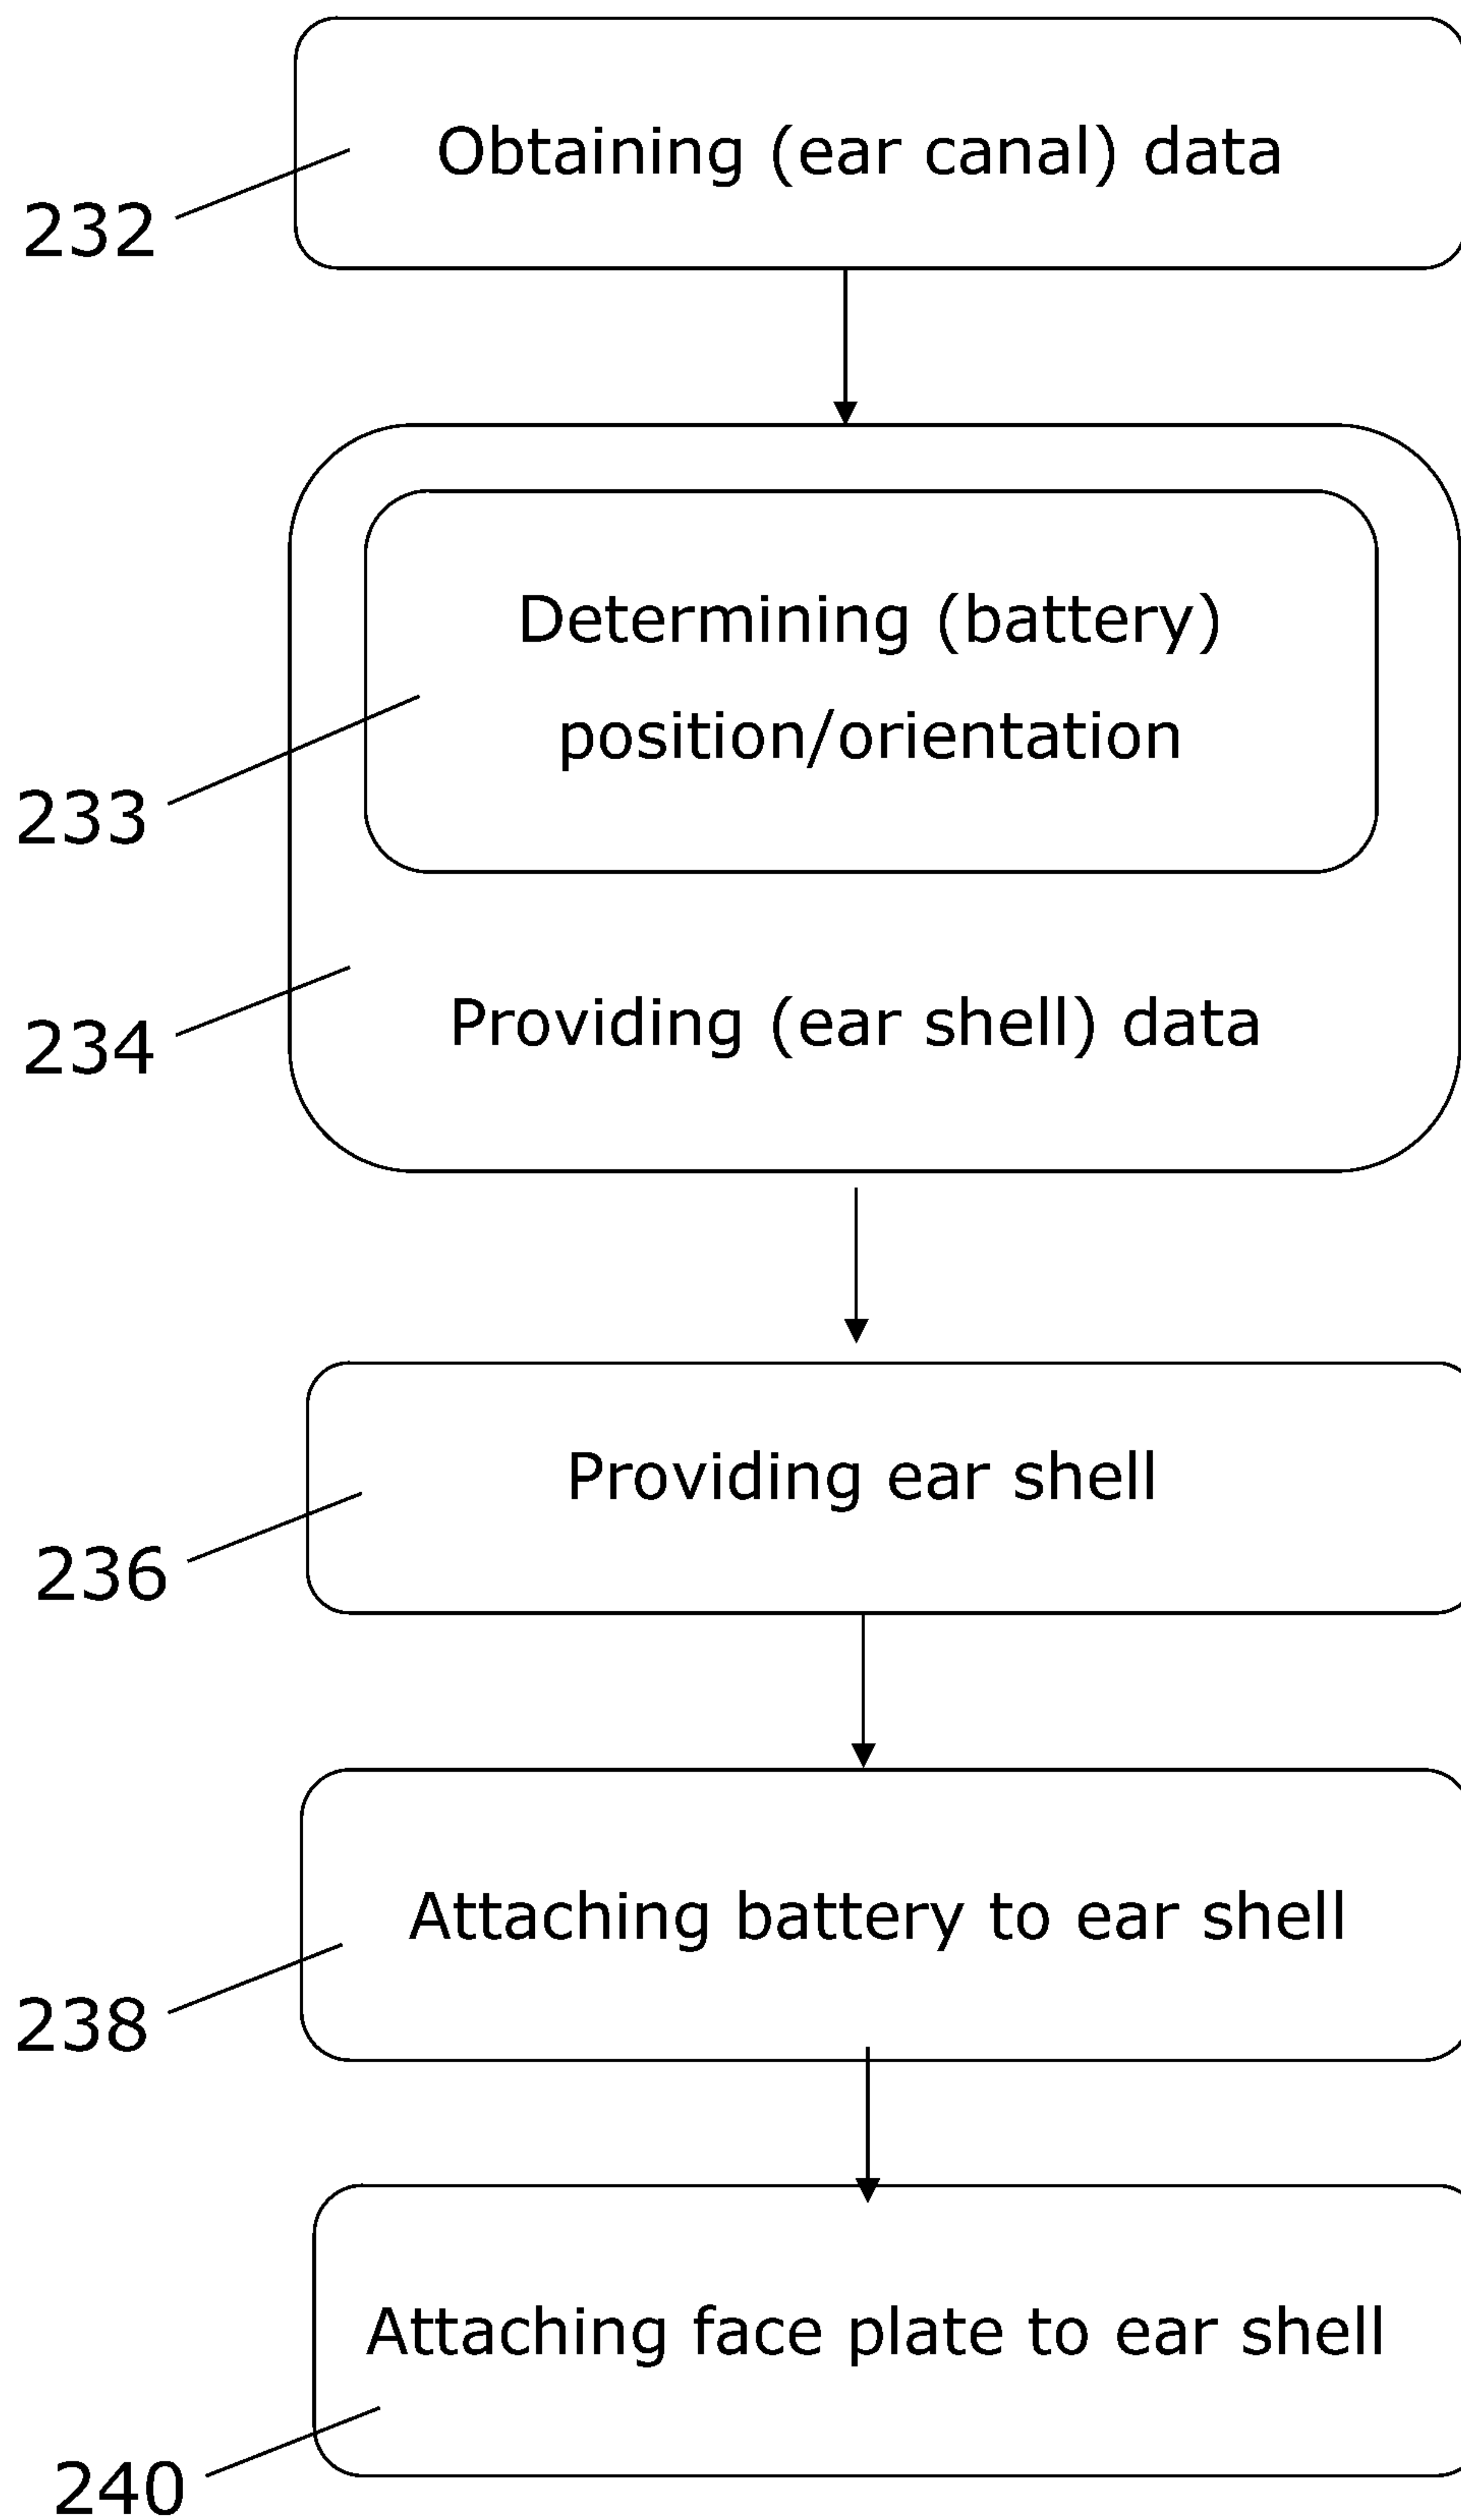 Obtaining (ear canal) data
232
Determining (battery)
position/orientation
233
Providing (ear shell) data
234
Providing ear shell
236
Attaching battery to ear shell
238
Attaching face plate to ear shell
240